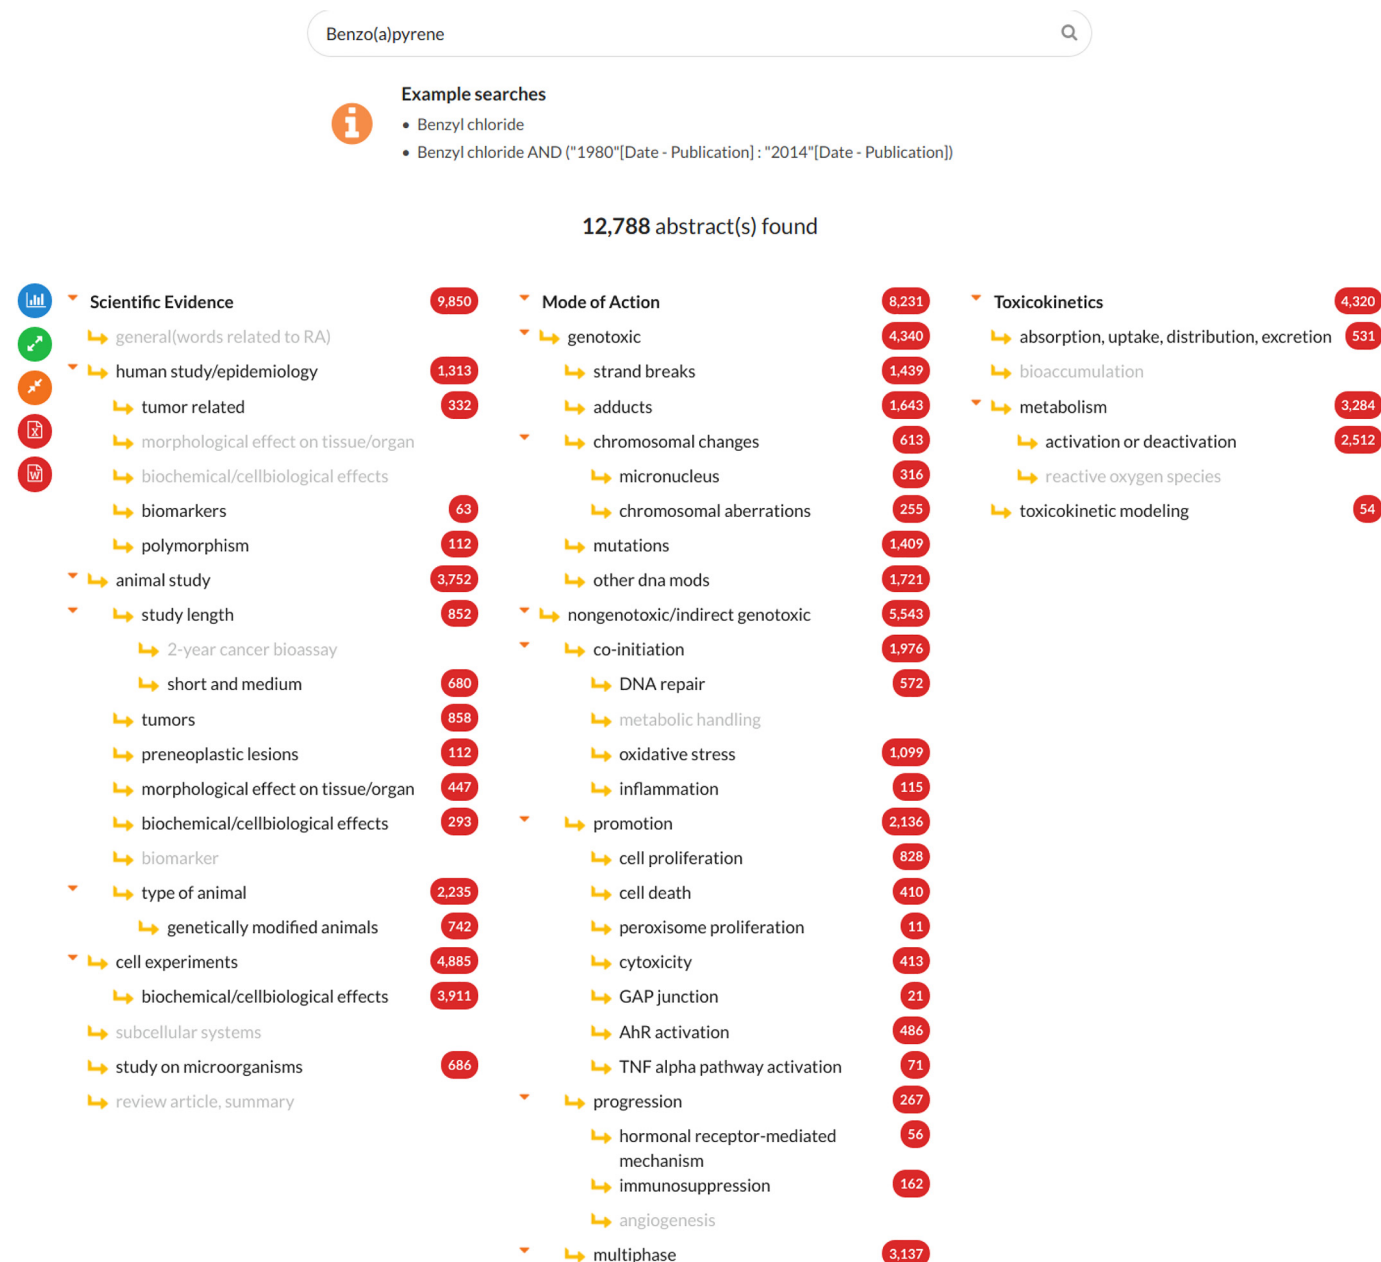 Benzo(a)pyrene
Example searches
• Benzyl chloride
• Benzyl chloride AND ("1980"[Date - Publication] : "2014"[Date - Publication])
12,788 abstract(s) found
Scientific Evidence 9,850
general(words related to RA)
human study/epidemiology 1,313
tumor related 332
morphological effect on tissue/organ
biochemical/cellbiological effects
biomarkers 63
polymorphism 112
animal study 3,752
study length 852
2-year cancer bioassay
short and medium 680
tumors 858
preneoplastic lesions 112
morphological effect on tissue/organ 447
biochemical/cellbiological effects 293
biomarker
type of animal 2,235
genetically modified animals 742
cell experiments 4,885
biochemical/cellbiological effects 3,911
subcellular systems
study on microorganisms 686
review article, summary
Mode of Action 8,231
genotoxic 4,340
strand breaks 1,439
adducts 1,643
chromosomal changes 613
micronucleus 316
chromosomal aberrations 255
mutations 1,409
other dna mods 1,721
nongenotoxic/indirect genotoxic 5,543
co-initiation 1,976
DNA repair 572
metabolic handling
oxidative stress 1,099
inflammation 115
promotion 2,136
cell proliferation 828
cell death 410
peroxisome proliferation 11
cytoxicity 413
GAP junction 21
AhR activation 486
TNF alpha pathway activation 71
progression 267
hormonal receptor-mediated 56
mechanism
immunosuppression 162
angiogenesis
multiphase 3,137
Toxicokinetics 4,320
absorption, uptake, distribution, excretion 531
bioaccumulation
metabolism 3,284
activation or deactivation 2,512
reactive oxygen species
toxicokinetic modeling 54